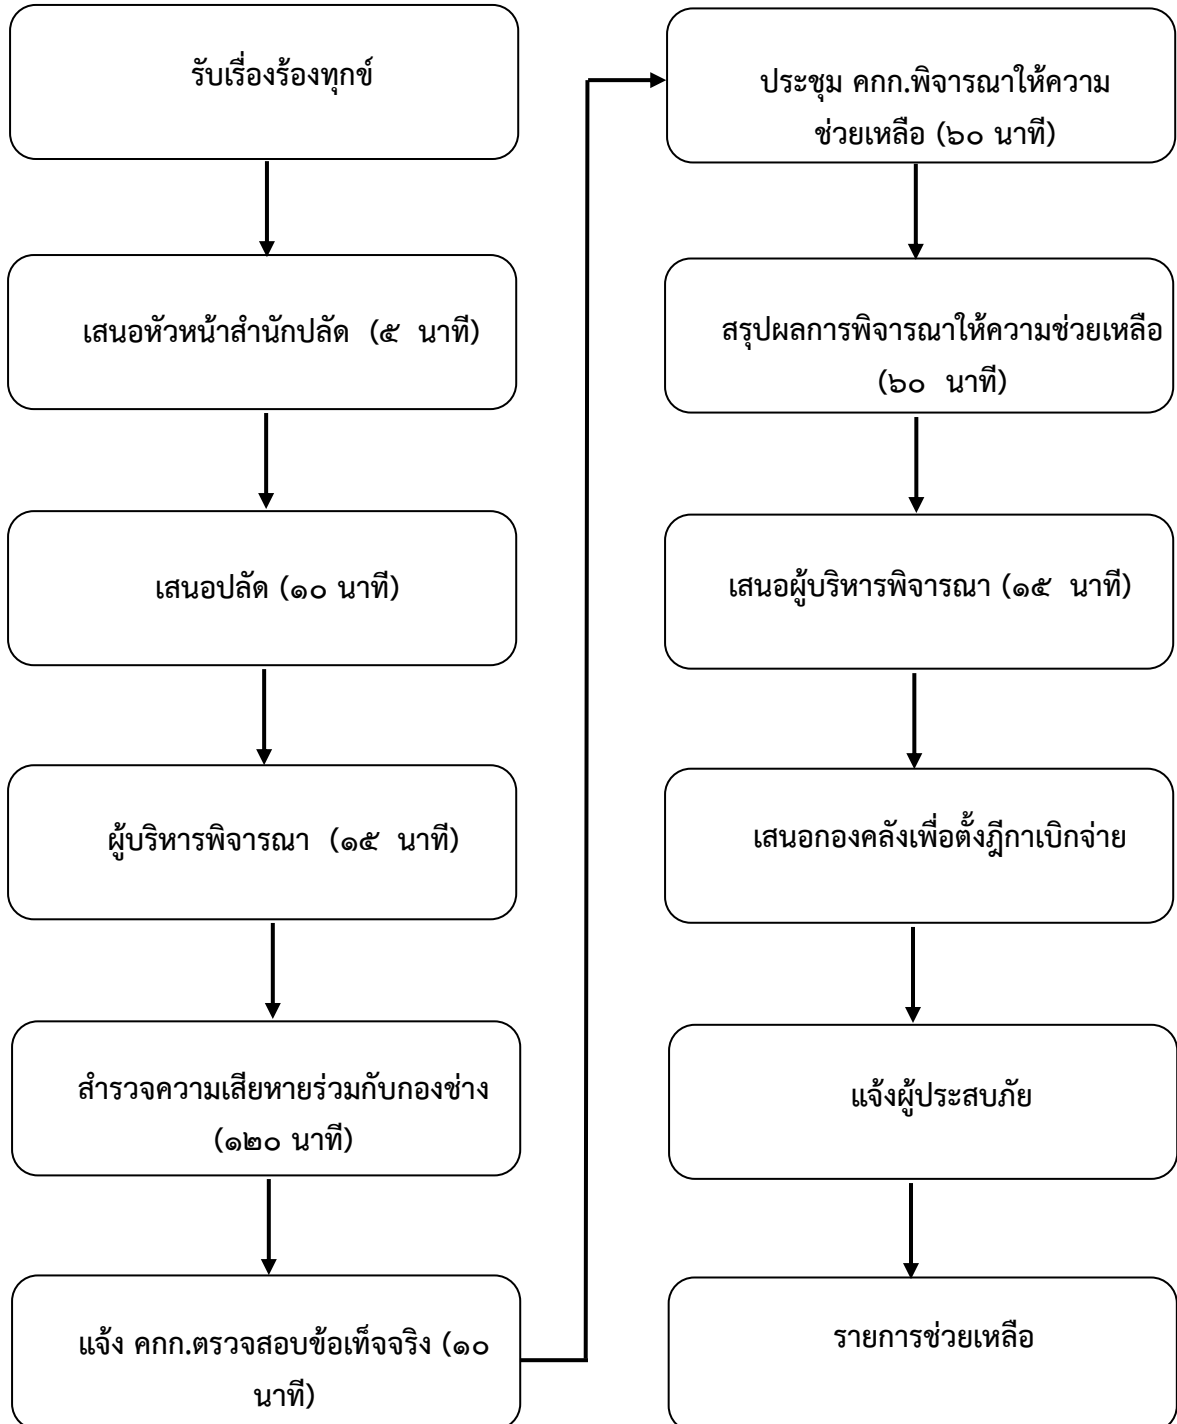 รับเรื่องร้องทุกข์
เสนอหัวหน้าสำนักปลัด (๕ นาที)
เสนอปลัด (๑๐ นาที)
ผู้บริหารพิจารณา (๑๕ นาที)
สำรวจความเสียหายร่วมกับกองช่าง
(๑๒๐ นาที)
แจ้ง คกก.ตรวจสอบข้อเท็จจริง (๑๐
นาที)
ประชุม คกก.พิจารณาให้ความ
ช่วยเหลือ (๖๐ นาที)
สรุปผลการพิจารณาให้ความช่วยเหลือ
(๖๐ นาที)
เสนอผู้บริหารพิจารณา (๑๕ นาที)
เสนอกองคลังเพื่อตั้งฎีกาเบิกจ่าย
แจ้งผู้ประสบภัย
รายการช่วยเหลือ